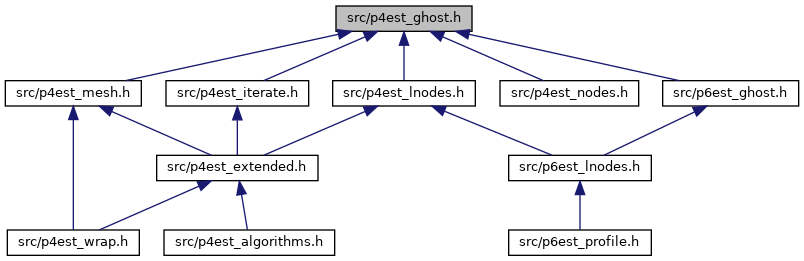 src/p4est_ghost.h
src/p4est_mesh.h
src/p4est_iterate.h
src/p4est_lnodes.h
src/p4est_nodes.h
src/p6est_ghost.h
src/p4est_extended.h
src/p6est_lnodes.h
src/p4est_wrap.h
src/p4est_algorithms.h
src/p6est_profile.h